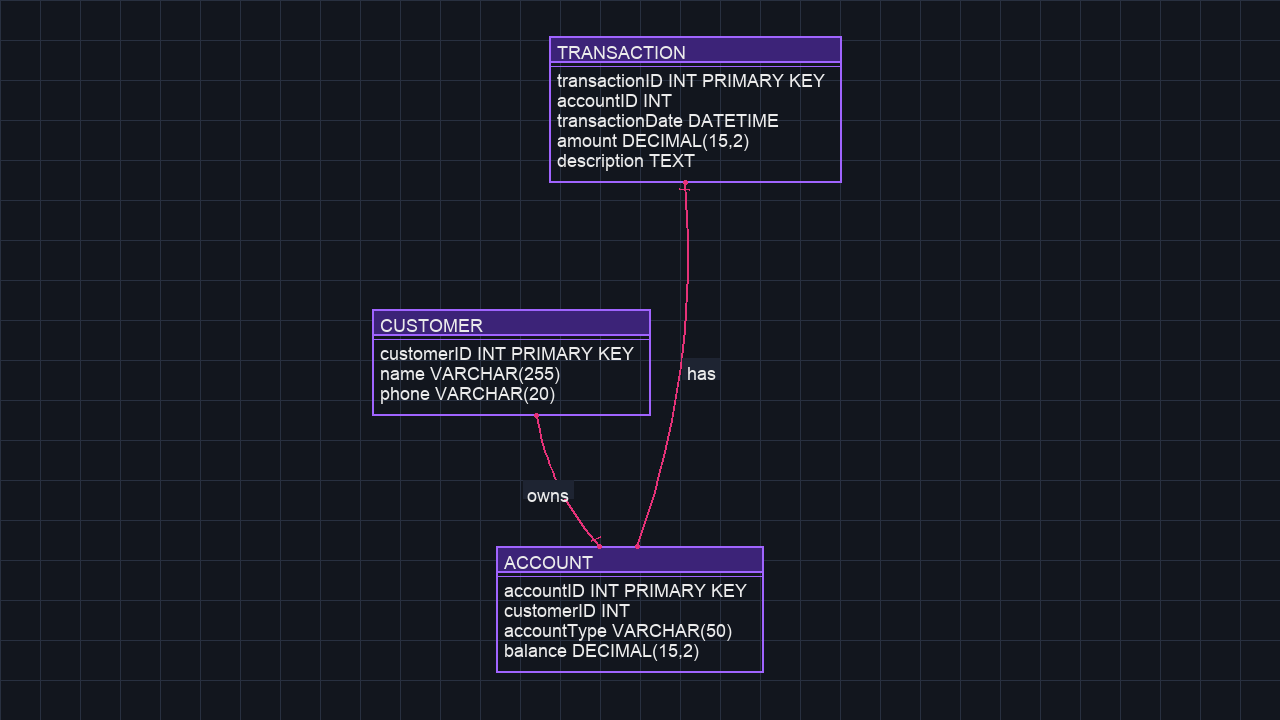 TRANSACTION
transactionID INT PRIMARY KEY
accountID INT
transactionDate DATETIME
amount DECIMAL(15,2)
description TEXT
CUSTOMER
customerID INT PRIMARY KEY
name VARCHAR(255)
phone VARCHAR(20)
has
owns
ACCOUNT
accountID INT PRIMARY KEY
customerID INT
accountType VARCHAR(50)
balance DECIMAL(15,2)